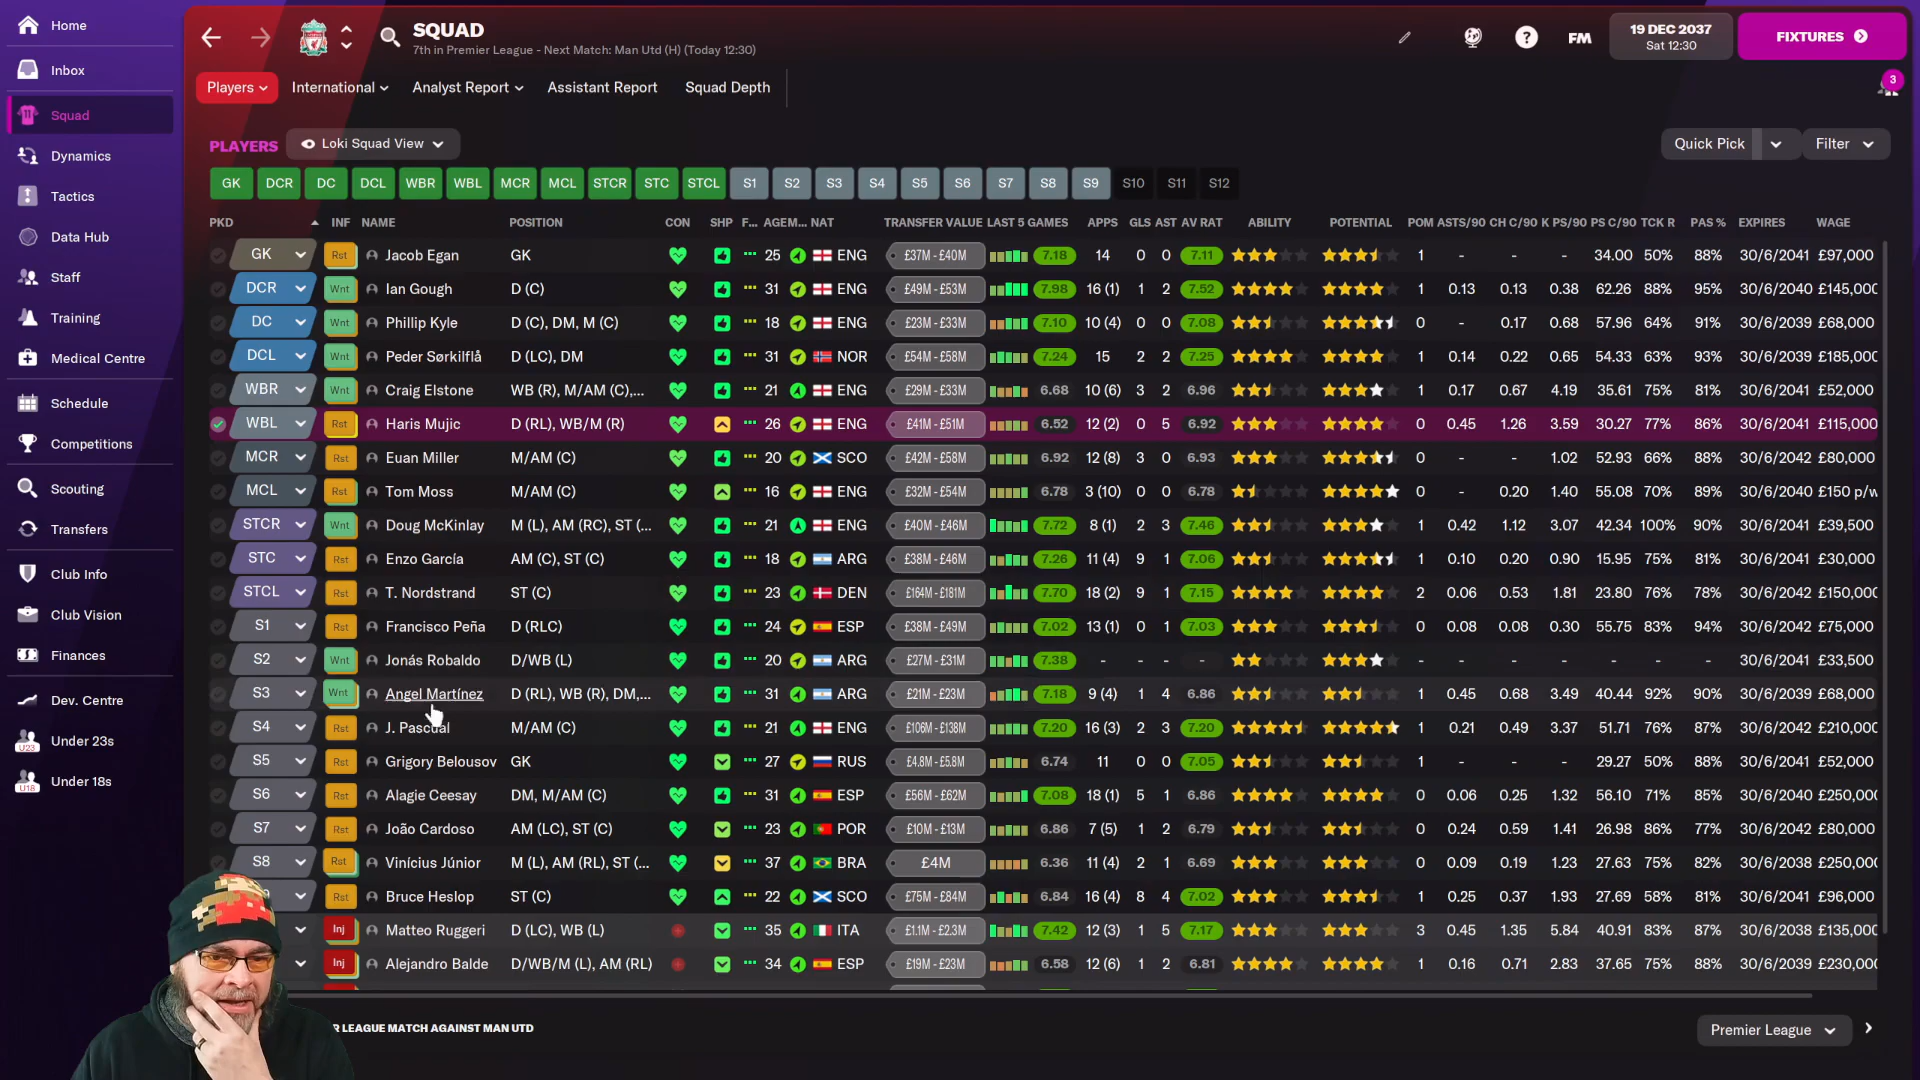 Home
Inbox
Squad
Dynamics
Tactics
Data Hub
Staff
Training
Medical Centre
Schedule
Competitions
Scouting
Transfers
Club Info
Club Vision
Finances
Dev. Centre
U23 Under 23s
U18 Under 18s
SQUAD
7th in Premier League - Next Match: Man Utd (H) (Today 12:30)
FM
19 DEC 2037
Sat 12:30
FIXTURES
3
Players International Analyst Report Assistant Report Squad Depth
PLAYERS Loki Squad View Quick Pick Filter
GK DCR DC DCL WBR WBL MCR MCL STCR STC STCL S1 S2 S3 S4 S5 S6 S7 S8 S9 S10 S11 S12
PKD INF NAME POSITION CON SHP F... AGE M... NAT TRANSFER VALUE LAST 5 GAMES APPS GLS AST AV RAT ABILITY POTENTIAL POM ASTS/90 CH C/90 K PS/90 PS C/90 TCK R PAS % EXPIRES WAGE
GK Rst Jacob Egan GK 25 ENG £37M - £40M 7.18 14 0 0 7.11 1 - - - 34.00 50% 88% 30/6/2041 £97,000
DCR Wnt Ian Gough D (C) 31 ENG £49M - £53M 7.98 16 (1) 1 2 7.52 1 0.13 0.13 0.38 62.26 88% 95% 30/6/2040 £145,000
DC Wnt Phillip Kyle D (C), DM, M (C) 18 ENG £23M - £33M 7.10 10 (4) 0 0 7.08 0 - 0.17 0.68 57.96 64% 91% 30/6/2039 £68,000
DCL Wnt Peder Sørkilflå D (LC), DM 31 NOR £54M - £58M 7.24 15 2 2 7.25 1 0.14 0.22 0.65 54.33 63% 93% 30/6/2039 £185,000
WBR Wnt Craig Elstone WB (R), M/AM (C),... 21 ENG £29M - £33M 6.68 10 (6) 3 2 6.96 1 0.17 0.67 4.19 35.61 75% 81% 30/6/2041 £52,000
WBL Rst Haris Mujic D (RL), WB/M (R) 26 ENG £41M - £51M 6.52 12 (2) 0 5 6.92 0 0.45 1.26 3.59 30.27 77% 86% 30/6/2041 £115,000
MCR Rst Euan Miller M/AM (C) 20 SCO £42M - £58M 6.92 12 (8) 3 0 6.93 0 - - 1.02 52.93 66% 88% 30/6/2042 £80,000
MCL Rst Tom Moss M/AM (C) 16 ENG £32M - £54M 6.78 3 (10) 0 0 6.78 0 - 0.20 1.40 55.08 70% 89% 30/6/2040 £150 p/w
STCR Wnt Doug McKinlay M (L), AM (RC), ST (... 21 ENG £40M - £46M 7.72 8 (1) 2 3 7.46 1 0.42 1.12 3.07 42.34 100% 90% 30/6/2041 £39,500
STC Rst Enzo García AM (C), ST (C) 18 ARG £38M - £46M 7.26 11 (4) 9 1 7.06 1 0.10 0.20 0.90 15.95 75% 81% 30/6/2041 £30,000
STCL Rst T. Nordstrand ST (C) 23 DEN £164M - £181M 7.70 18 (2) 9 1 7.15 2 0.06 0.53 1.81 23.80 76% 78% 30/6/2042 £150,000
S1 Rst Francisco Peña D (RLC) 24 ESP £38M - £49M 7.02 13 (1) 0 1 7.03 0 0.08 0.08 0.30 55.75 83% 94% 30/6/2042 £75,000
S2 Wnt Jonás Robaldo D/WB (L) 20 ARG £27M - £31M 7.38 - - - - - - - - - - - 30/6/2041 £33,500
S3 Wnt Angel Martínez D (RL), WB (R), DM,... 31 ARG £21M - £23M 7.18 9 (4) 1 4 6.86 1 0.45 0.68 3.49 40.44 92% 90% 30/6/2039 £68,000
S4 Rst J. Pascual M/AM (C) 21 ENG £106M - £138M 7.20 16 (3) 2 3 7.20 1 0.21 0.49 3.37 51.71 76% 87% 30/6/2042 £210,000
S5 Rst Grigory Belousov GK 27 RUS £4.8M - £5.8M 6.74 11 0 0 7.05 1 - - - 29.27 50% 88% 30/6/2041 £52,000
S6 Rst Alagie Ceesay DM, M/AM (C) 31 ESP £56M - £62M 7.08 18 (1) 5 1 6.86 0 0.06 0.25 1.32 56.10 71% 85% 30/6/2040 £250,000
S7 Rst João Cardoso AM (LC), ST (C) 23 POR £10M - £13M 6.86 7 (5) 1 2 6.79 0 0.24 0.59 1.41 26.98 86% 77% 30/6/2042 £80,000
S8 Rst Vinícius Júnior M (L), AM (RL), ST (... 37 BRA £4M 6.36 11 (4) 2 1 6.69 0 0.09 0.19 1.23 27.63 75% 82% 30/6/2038 £250,000
Rst Bruce Heslop ST (C) 22 SCO £75M - £84M 6.84 16 (4) 8 4 7.02 1 0.25 0.37 1.93 27.69 58% 81% 30/6/2041 £96,000
Inj Matteo Ruggeri D (LC), WB (L) 35 ITA £1.1M - £2.3M 7.42 12 (3) 1 5 7.17 3 0.45 1.35 5.84 40.91 83% 87% 30/6/2038 £135,000
Inj Alejandro Balde D/WB/M (L), AM (RL) 34 ESP £19M - £23M 6.58 12 (6) 1 2 6.81 1 0.16 0.71 2.83 37.65 75% 88% 30/6/2039 £230,000
R LEAGUE MATCH AGAINST MAN UTD
Premier League